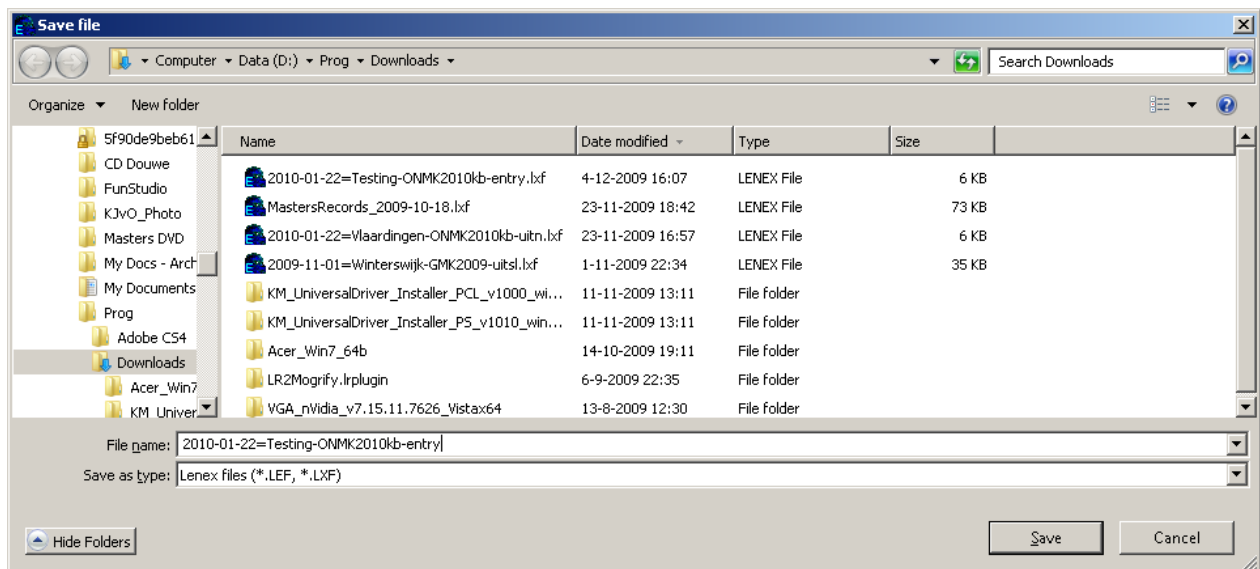 Save file
Computer Data (D:) Prog Downloads Search Downloads
Organize New folder
5f90de9beb61
CD Douwe
FunStudio
KJvO_Photo
Masters DVD
My Docs - Arch
My Documents
Prog
Adobe CS4
Downloads
Acer_Win7
KM_Univer
Name Date modified Type Size
2010-01-22=Testing-ONMK2010kb-entry.lxf 4-12-2009 16:07 LENEX File 6 KB
MastersRecords_2009-10-18.lxf 23-11-2009 18:42 LENEX File 73 KB
2010-01-22=Vlaardingen-ONMK2010kb-uitn.lxf 23-11-2009 16:57 LENEX File 6 KB
2009-11-01=Winterswijk-GMK2009-uitsl.lxf 1-11-2009 22:34 LENEX File 35 KB
KM_UniversalDriver_Installer_PCL_v1000_wi... 11-11-2009 13:11 File folder
KM_UniversalDriver_Installer_PS_v1010_win... 11-11-2009 13:11 File folder
Acer_Win7_64b 14-10-2009 19:11 File folder
LR2Mogrify.lrplugin 6-9-2009 22:35 File folder
VGA_nVidia_v7.15.11.7626_Vistax64 13-8-2009 12:30 File folder
File name: 2010-01-22=Testing-ONMK2010kb-entry
Save as type: Lenex files (*.LEF, *.LXF)
Hide Folders Save Cancel